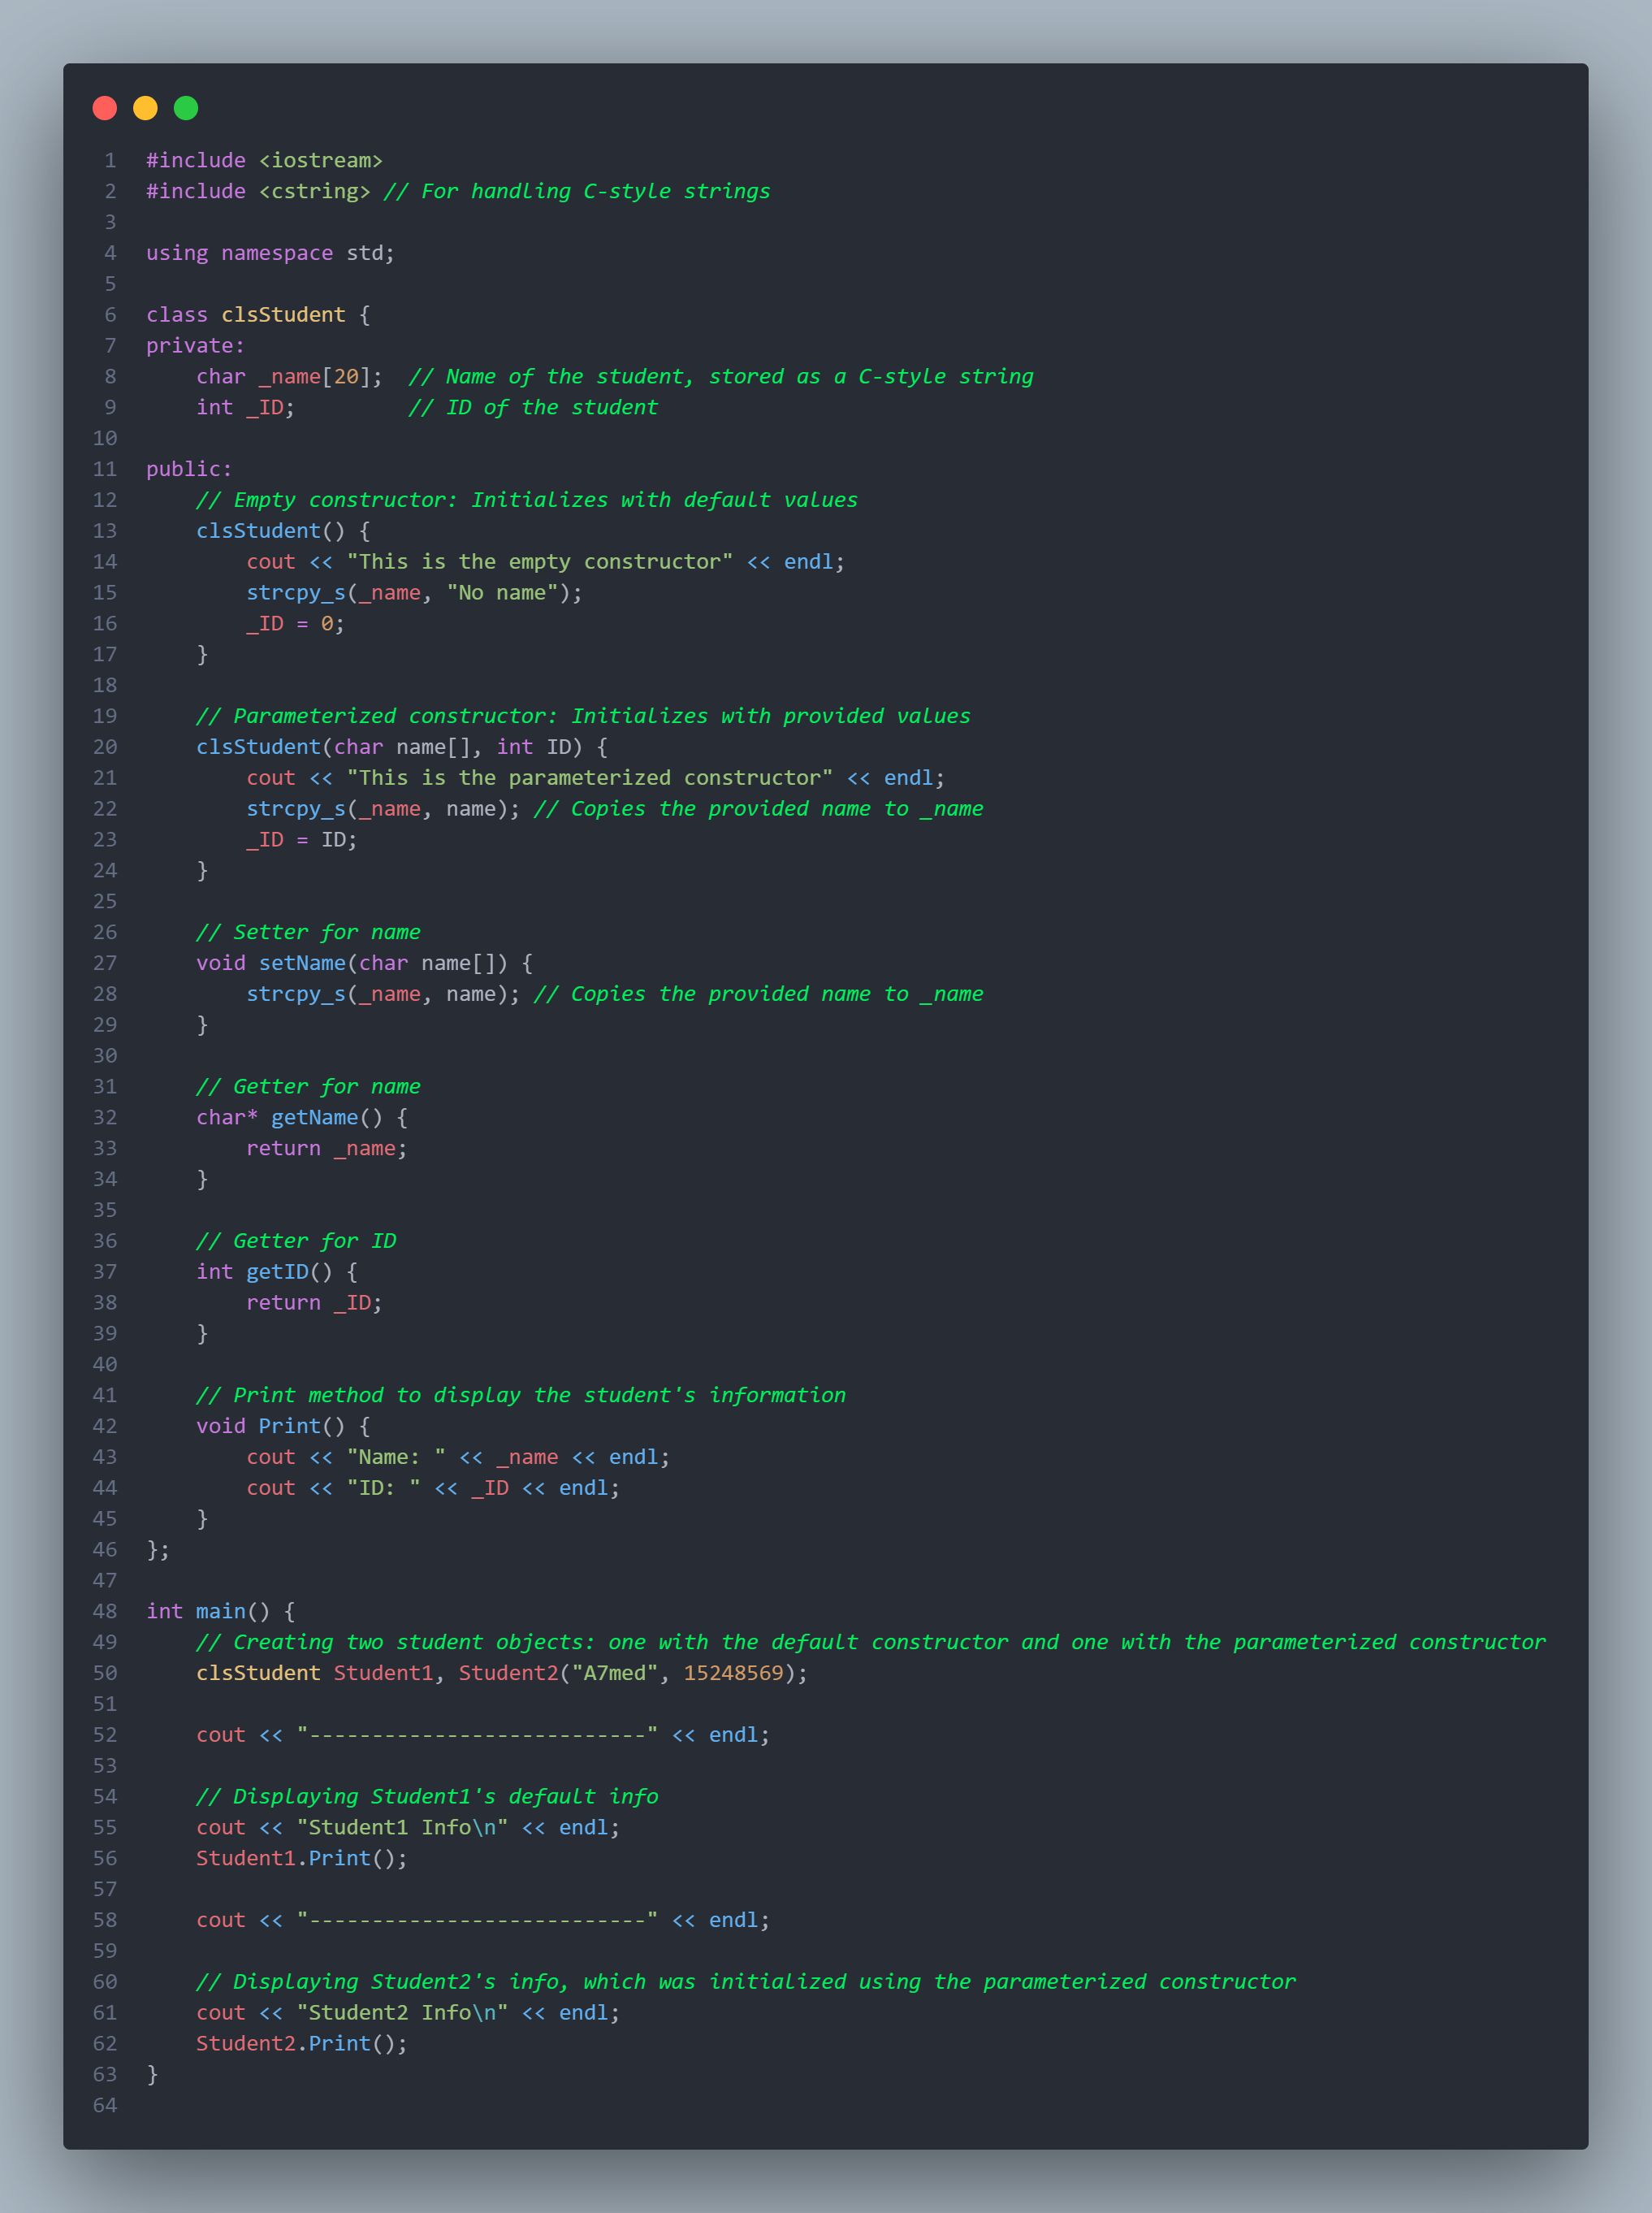 1 #include <iostream>
2 #include <cstring> // For handling C-style strings
3
4 using namespace std;
5
6 class clsStudent {
7 private:
8     char _name[20];  // Name of the student, stored as a C-style string
9     int _ID;         // ID of the student
10
11 public:
12     // Empty constructor: Initializes with default values
13     clsStudent() {
14         cout << "This is the empty constructor" << endl;
15         strcpy_s(_name, "No name");
16         _ID = 0;
17     }
18
19     // Parameterized constructor: Initializes with provided values
20     clsStudent(char name[], int ID) {
21         cout << "This is the parameterized constructor" << endl;
22         strcpy_s(_name, name); // Copies the provided name to _name
23         _ID = ID;
24     }
25
26     // Setter for name
27     void setName(char name[]) {
28         strcpy_s(_name, name); // Copies the provided name to _name
29     }
30
31     // Getter for name
32     char* getName() {
33         return _name;
34     }
35
36     // Getter for ID
37     int getID() {
38         return _ID;
39     }
40
41     // Print method to display the student's information
42     void Print() {
43         cout << "Name: " << _name << endl;
44         cout << "ID: " << _ID << endl;
45     }
46 };
47
48 int main() {
49     // Creating two student objects: one with the default constructor and one with the parameterized constructor
50     clsStudent Student1, Student2("A7med", 15248569);
51
52     cout << "---------------------------" << endl;
53
54     // Displaying Student1's default info
55     cout << "Student1 Info\n" << endl;
56     Student1.Print();
57
58     cout << "---------------------------" << endl;
59
60     // Displaying Student2's info, which was initialized using the parameterized constructor
61     cout << "Student2 Info\n" << endl;
62     Student2.Print();
63 }
64